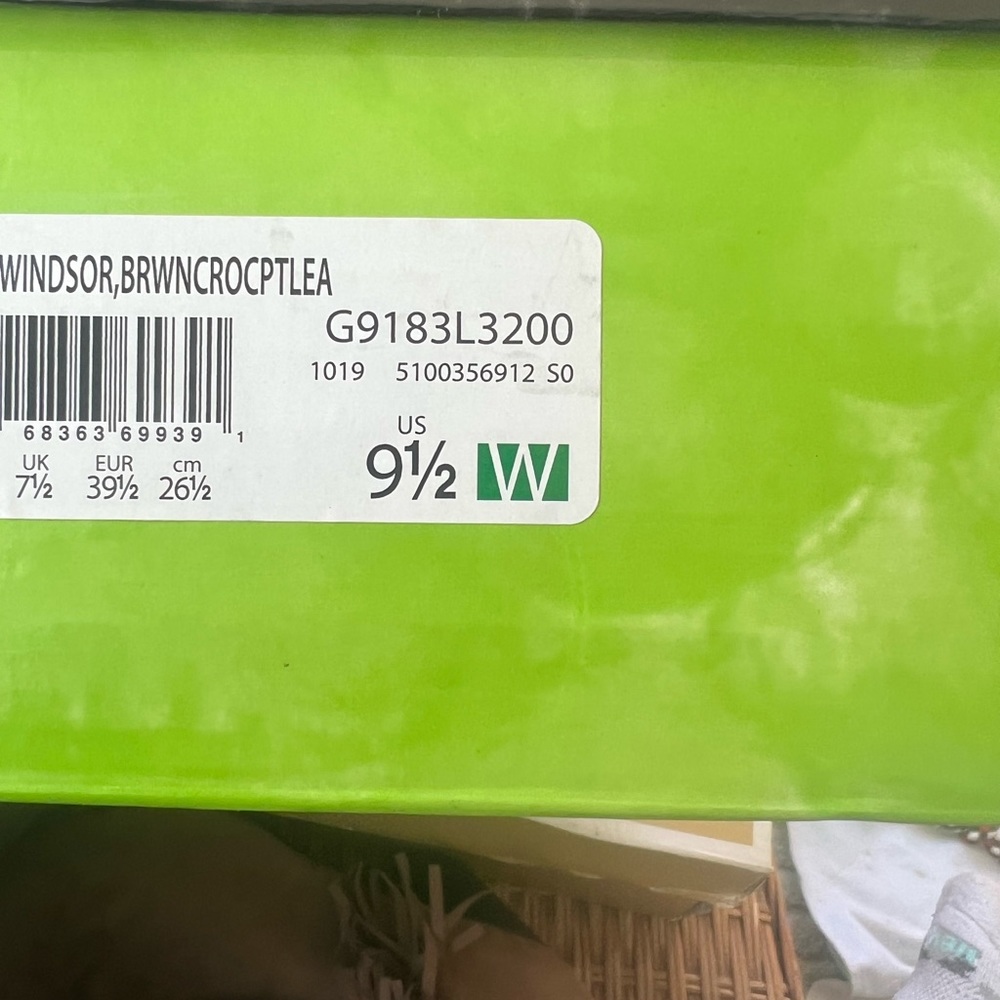 WINDSOR,BRWNCROCPTLEA
G9183L3200
1019 5100356912 S0
68363 69939 1
US
9½ W
UK EUR cm
7½ 39½ 26½